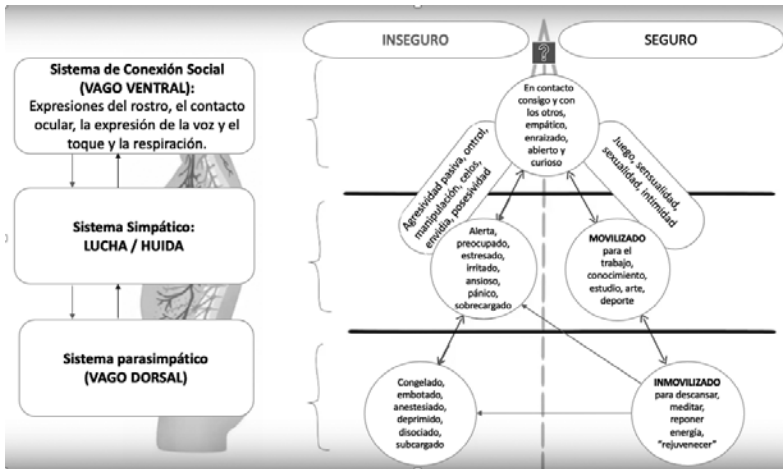 INSEGURO
SEGURO
?
Sistema de Conexión Social
(VAGO VENTRAL):
Expresiones del rostro, el contacto
ocular, la expresión de la voz y el
toque y la respiración.
Sistema Simpático:
LUCHA / HUIDA
Sistema parasimpático
(VAGO DORSAL)
En contacto
consigo y con
los otros,
empático,
enraizado,
abierto y
curioso
Agresividad pasiva, ontrol,
manipulación, celos,
envidia, posesividad
Juego, sensualidad,
sexualidad, intimidad
Alerta,
preocupado,
estresado,
irritado,
ansioso,
pánico,
sobrecargado
MOVILIZADO
para el
trabajo,
conocimiento,
estudio, arte,
deporte
Congelado,
embotado,
anestesiado,
deprimido,
disociado,
subcargado
INMOVILIZADO
para descansar,
meditar,
reponer
energía,
"rejuvenecer"